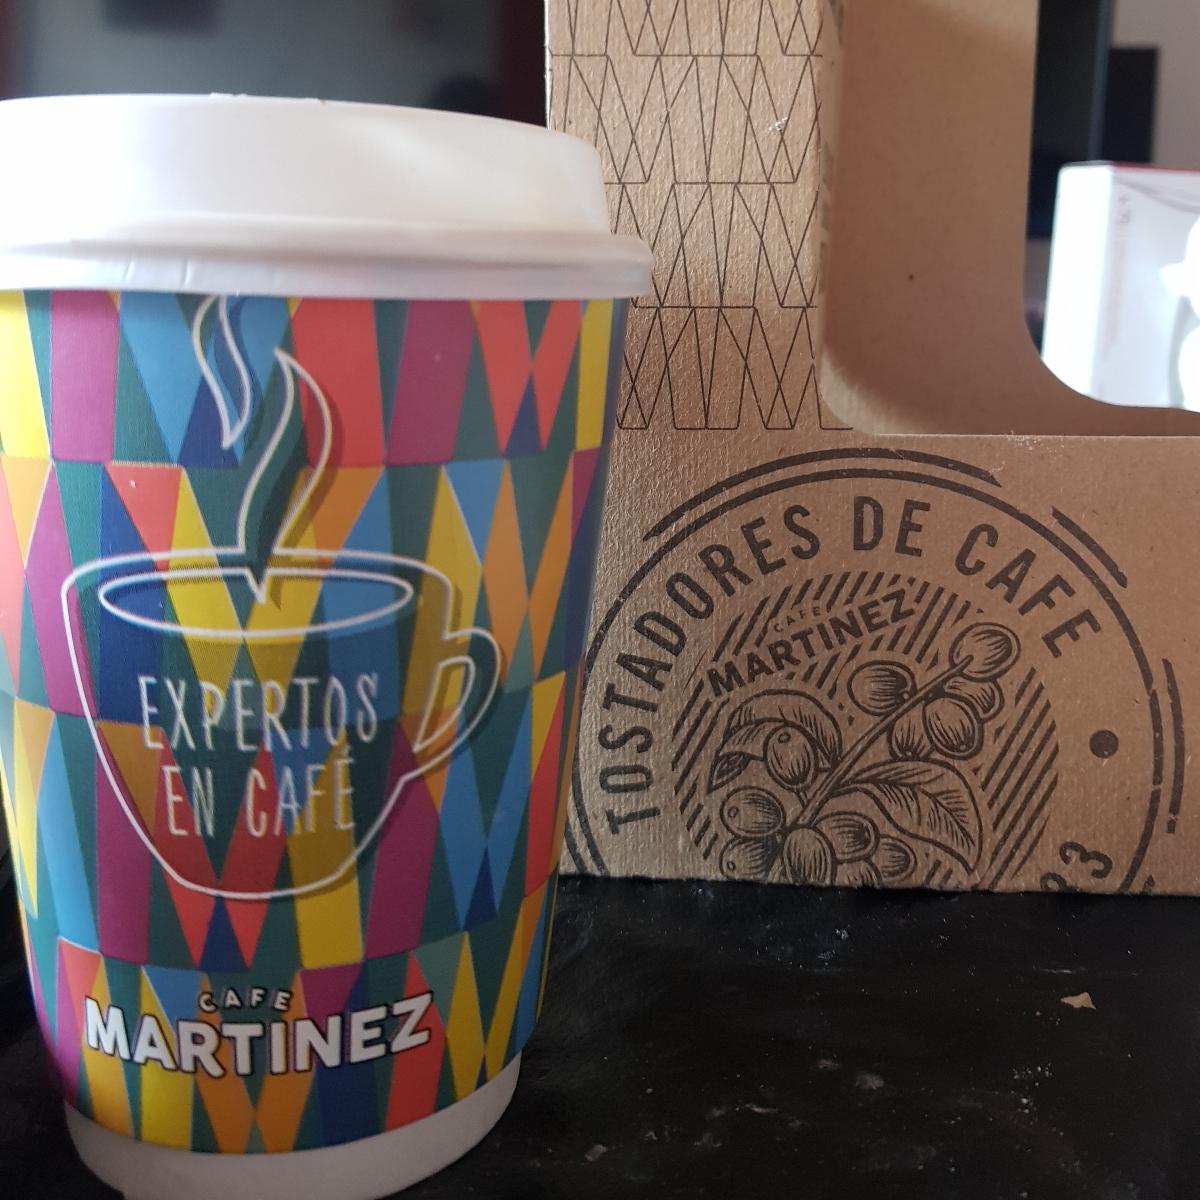 EXPERTOS
EN CAFÉ
CAFE
MARTINEZ
TOSTADORES DE CAFE
CAFE
MARTINEZ